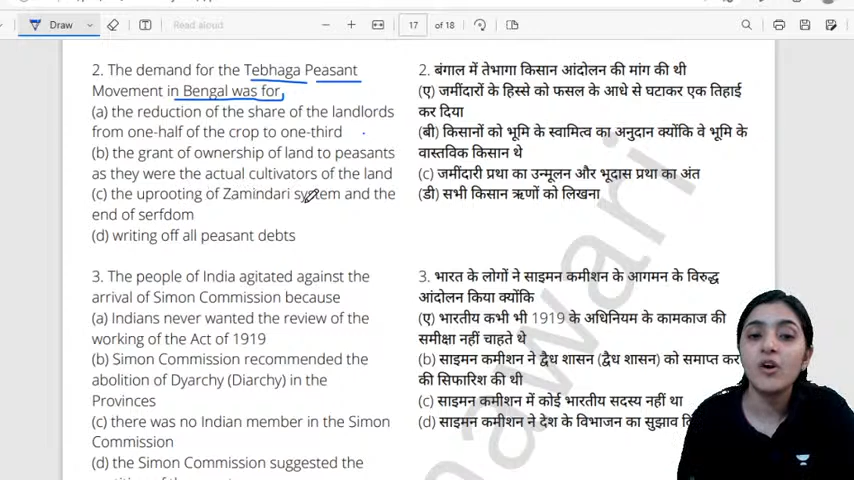 Draw
Read aloud
17
of 18
2. The demand for the Tebhaga Peasant
Movement in Bengal was for
(a) the reduction of the share of the landlords
from one-half of the crop to one-third
(b) the grant of ownership of land to peasants
as they were the actual cultivators of the land
(c) the uprooting of Zamindari system and the
end of serfdom
(d) writing off all peasant debts
3. The people of India agitated against the
arrival of Simon Commission because
(a) Indians never wanted the review of the
working of the Act of 1919
(b) Simon Commission recommended the
abolition of Dyarchy (Diarchy) in the
Provinces
(c) there was no Indian member in the Simon
Commission
(d) the Simon Commission suggested the
2. बंगाल में तेभागा किसान आंदोलन की मांग की थी
(ए) जमींदारों के हिस्से को फसल के आधे से घटाकर एक तिहाई
कर दिया
(बी) किसानों को भूमि के स्वामित्व का अनुदान क्योंकि वे भूमि के
वास्तविक किसान थे
(c) जमींदारी प्रथा का उन्मूलन और भूदास प्रथा का अंत
(डी) सभी किसान ऋणों को लिखना
3. भारत के लोगों ने साइमन कमीशन के आगमन के विरुद्ध
आंदोलन किया क्योंकि
(ए) भारतीय कभी भी 1919 के अधिनियम के कामकाज की
समीक्षा नहीं चाहते थे
(b) साइमन कमीशन ने द्वैध शासन (द्वैध शासन) को समाप्त कर
की सिफारिश की थी
(c) साइमन कमीशन में कोई भारतीय सदस्य नहीं था
(d) साइमन कमीशन ने देश के विभाजन का सुझाव